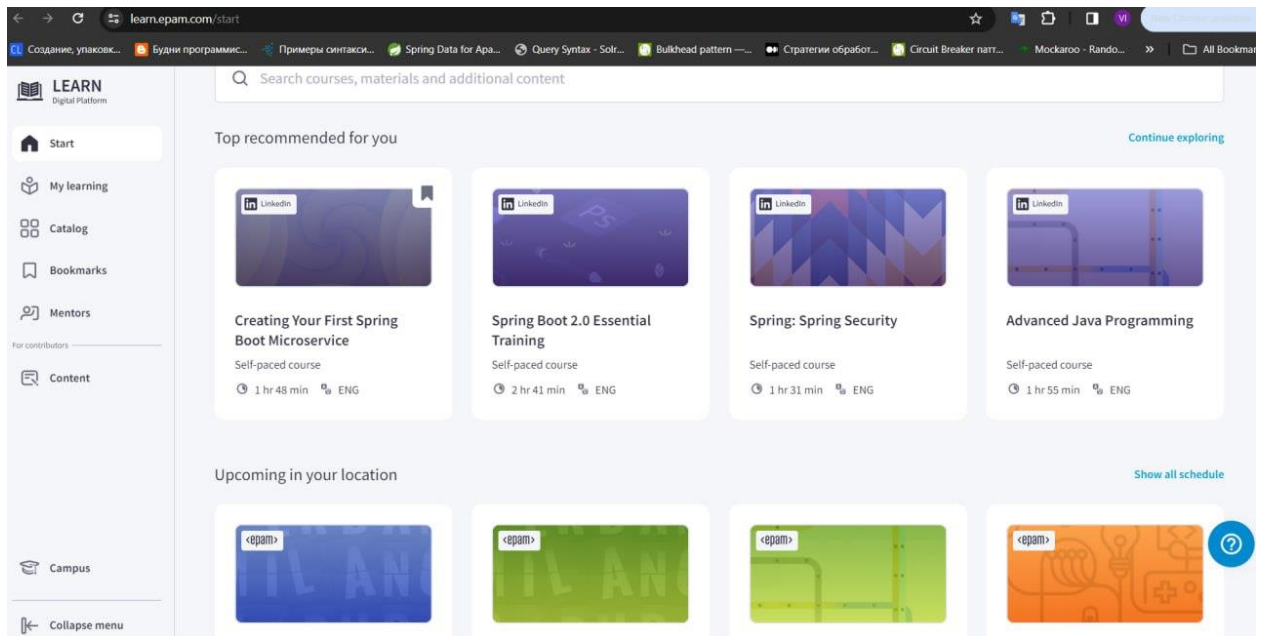 learn.epam.com/start
VI
CL Создание, упаковк...
Будни программис...
Примеры синтакси...
Spring Data for Apa...
Query Syntax - Solr...
Bulkhead pattern —...
Стратегии обработ...
Circuit Breaker патт...
Mockaroo - Rando...
»
All Bookmar
LEARN
Digital Platform
Start
My learning
Catalog
Bookmarks
Mentors
For contributors
Content
Campus
Collapse menu
Search courses, materials and additional content
Top recommended for you
Continue exploring
LinkedIn
Creating Your First Spring
Boot Microservice
Self-paced course
1 hr 48 min ENG
LinkedIn
Ps
Spring Boot 2.0 Essential
Training
Self-paced course
2 hr 41 min ENG
LinkedIn
Spring: Spring Security
Self-paced course
1 hr 31 min ENG
LinkedIn
Advanced Java Programming
Self-paced course
1 hr 55 min ENG
Upcoming in your location
Show all schedule
<epam>
<epam>
<epam>
<epam>
?